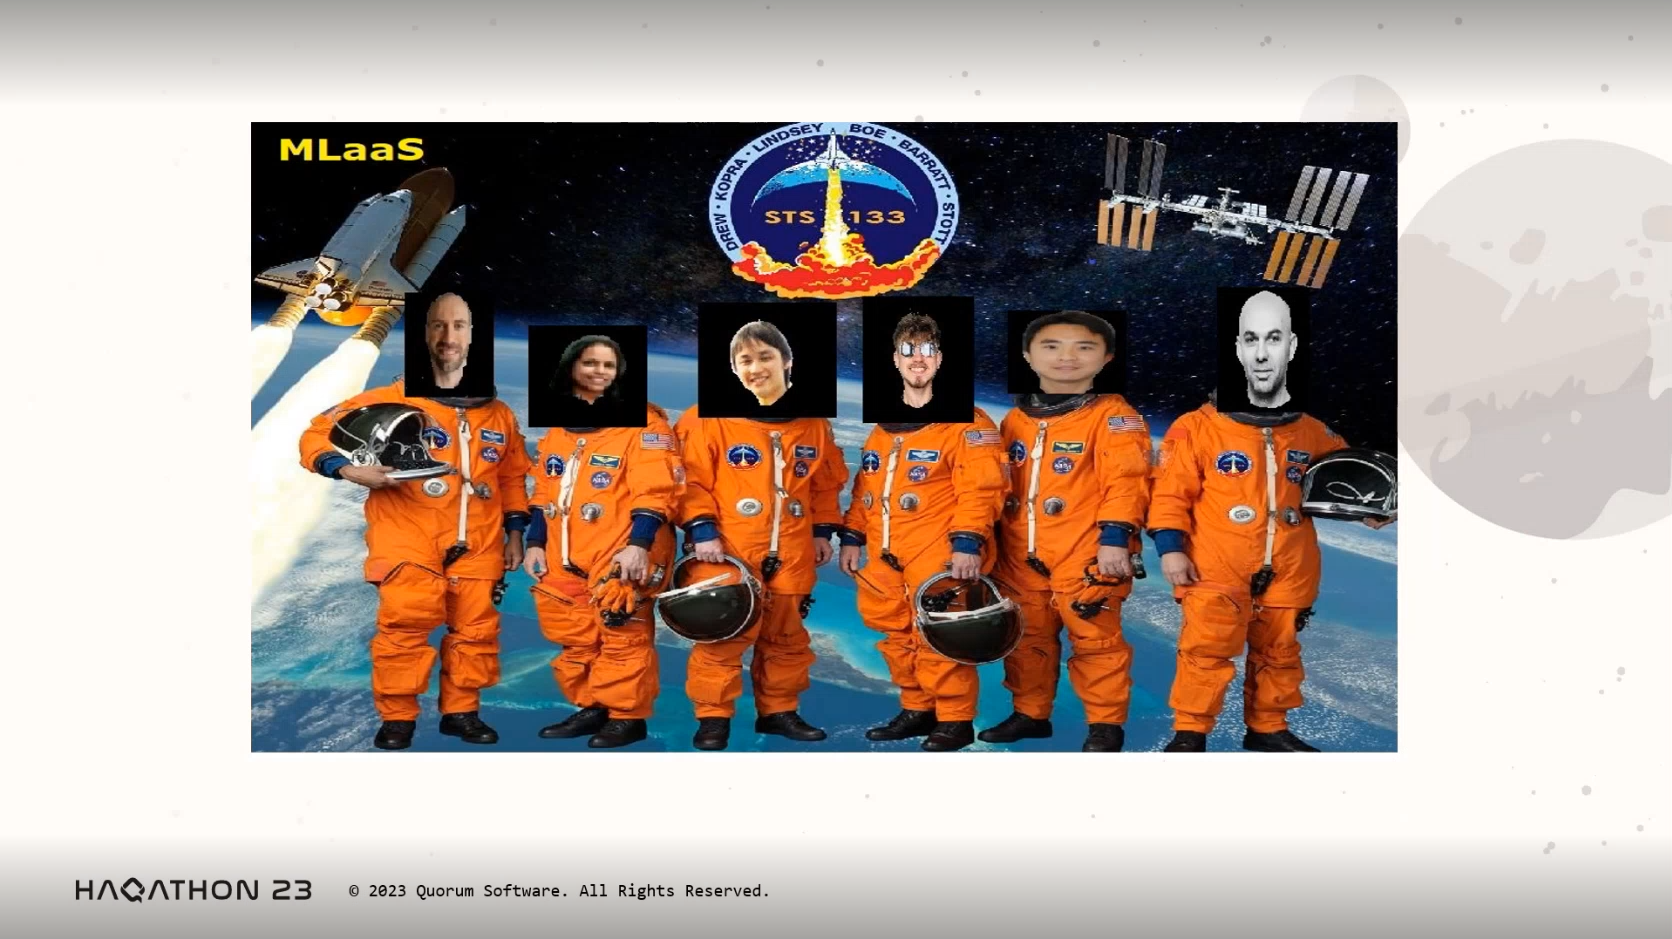 MLaaS
DREW · KOPRA · LINDSEY · BOE · BARRATT · STOTT
STS 133
HAQATHON 23
© 2023 Quorum Software. All Rights Reserved.